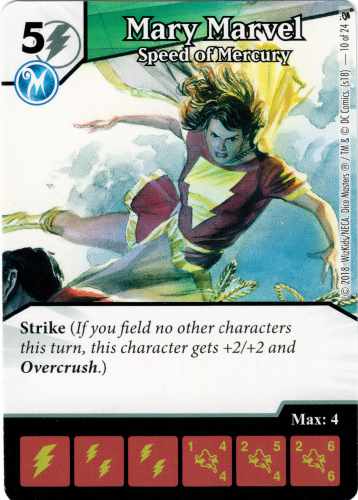 5
Mary Marvel
Speed of Mercury
M
© 2018 WizKids/NECA. Dice Masters ® / TM & © DC Comics. (s18) — 10 of 24
Strike (If you field no other characters
this turn, this character gets +2/+2 and
Overcrush.)
Max: 4
1 4 4
2 5 4
2 6 6